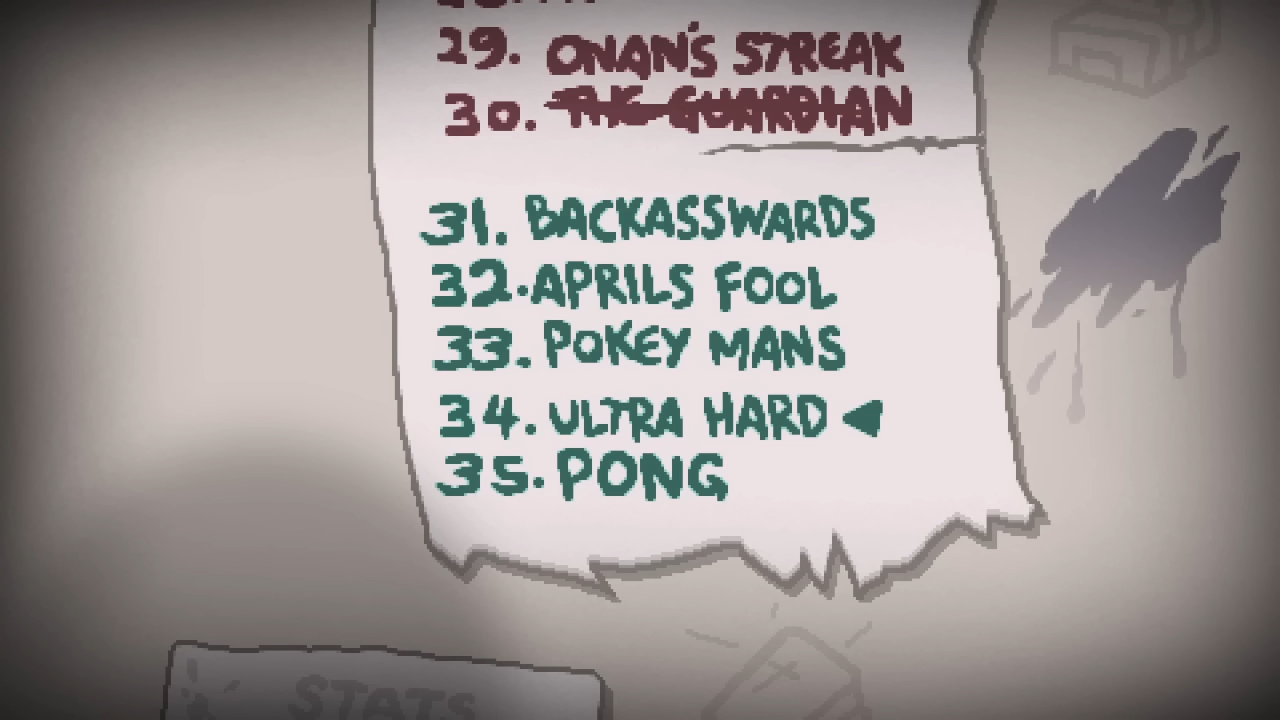 29. ONAN'S STREAK
30. THE GUARDIAN
31. BACKASSWARDS
32. APRILS FOOL
33. POKEY MANS
34. ULTRA HARD
35. PONG
STATS